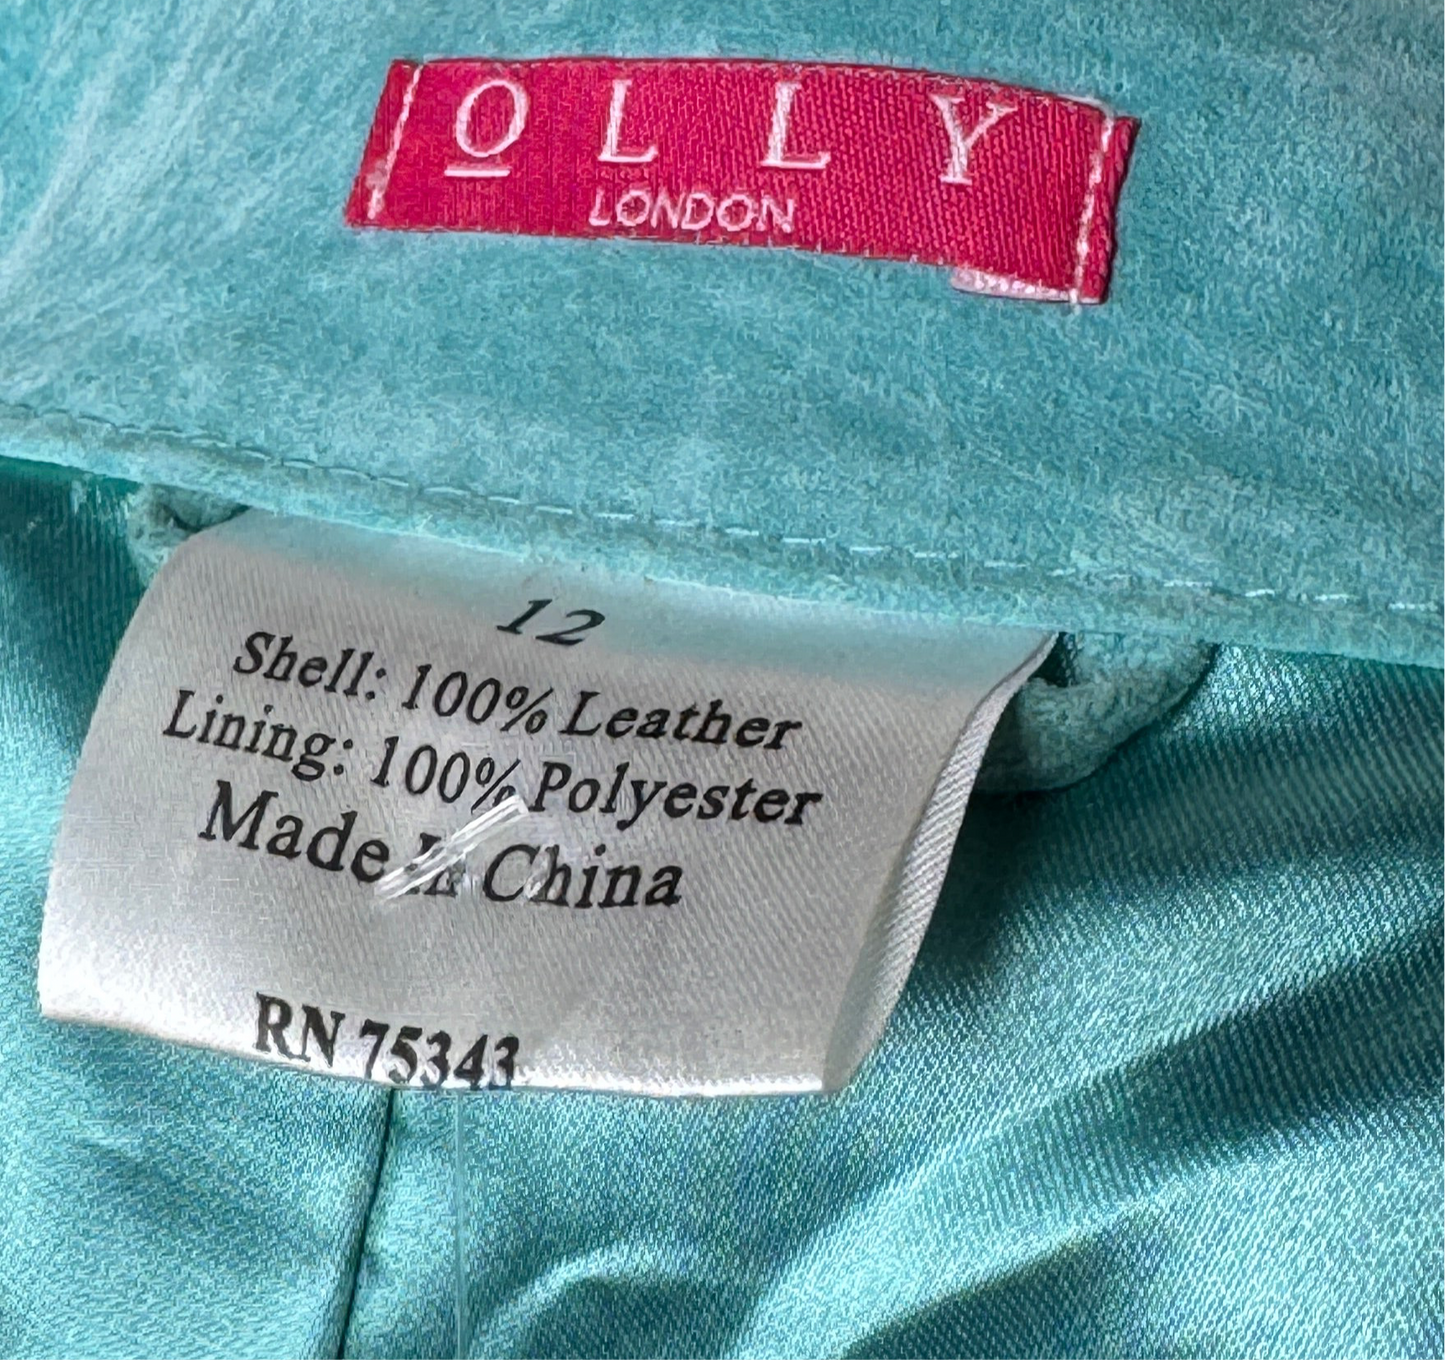 OLLY
LONDON
12
Shell: 100% Leather
Lining: 100% Polyester
Made In China
RN 75343